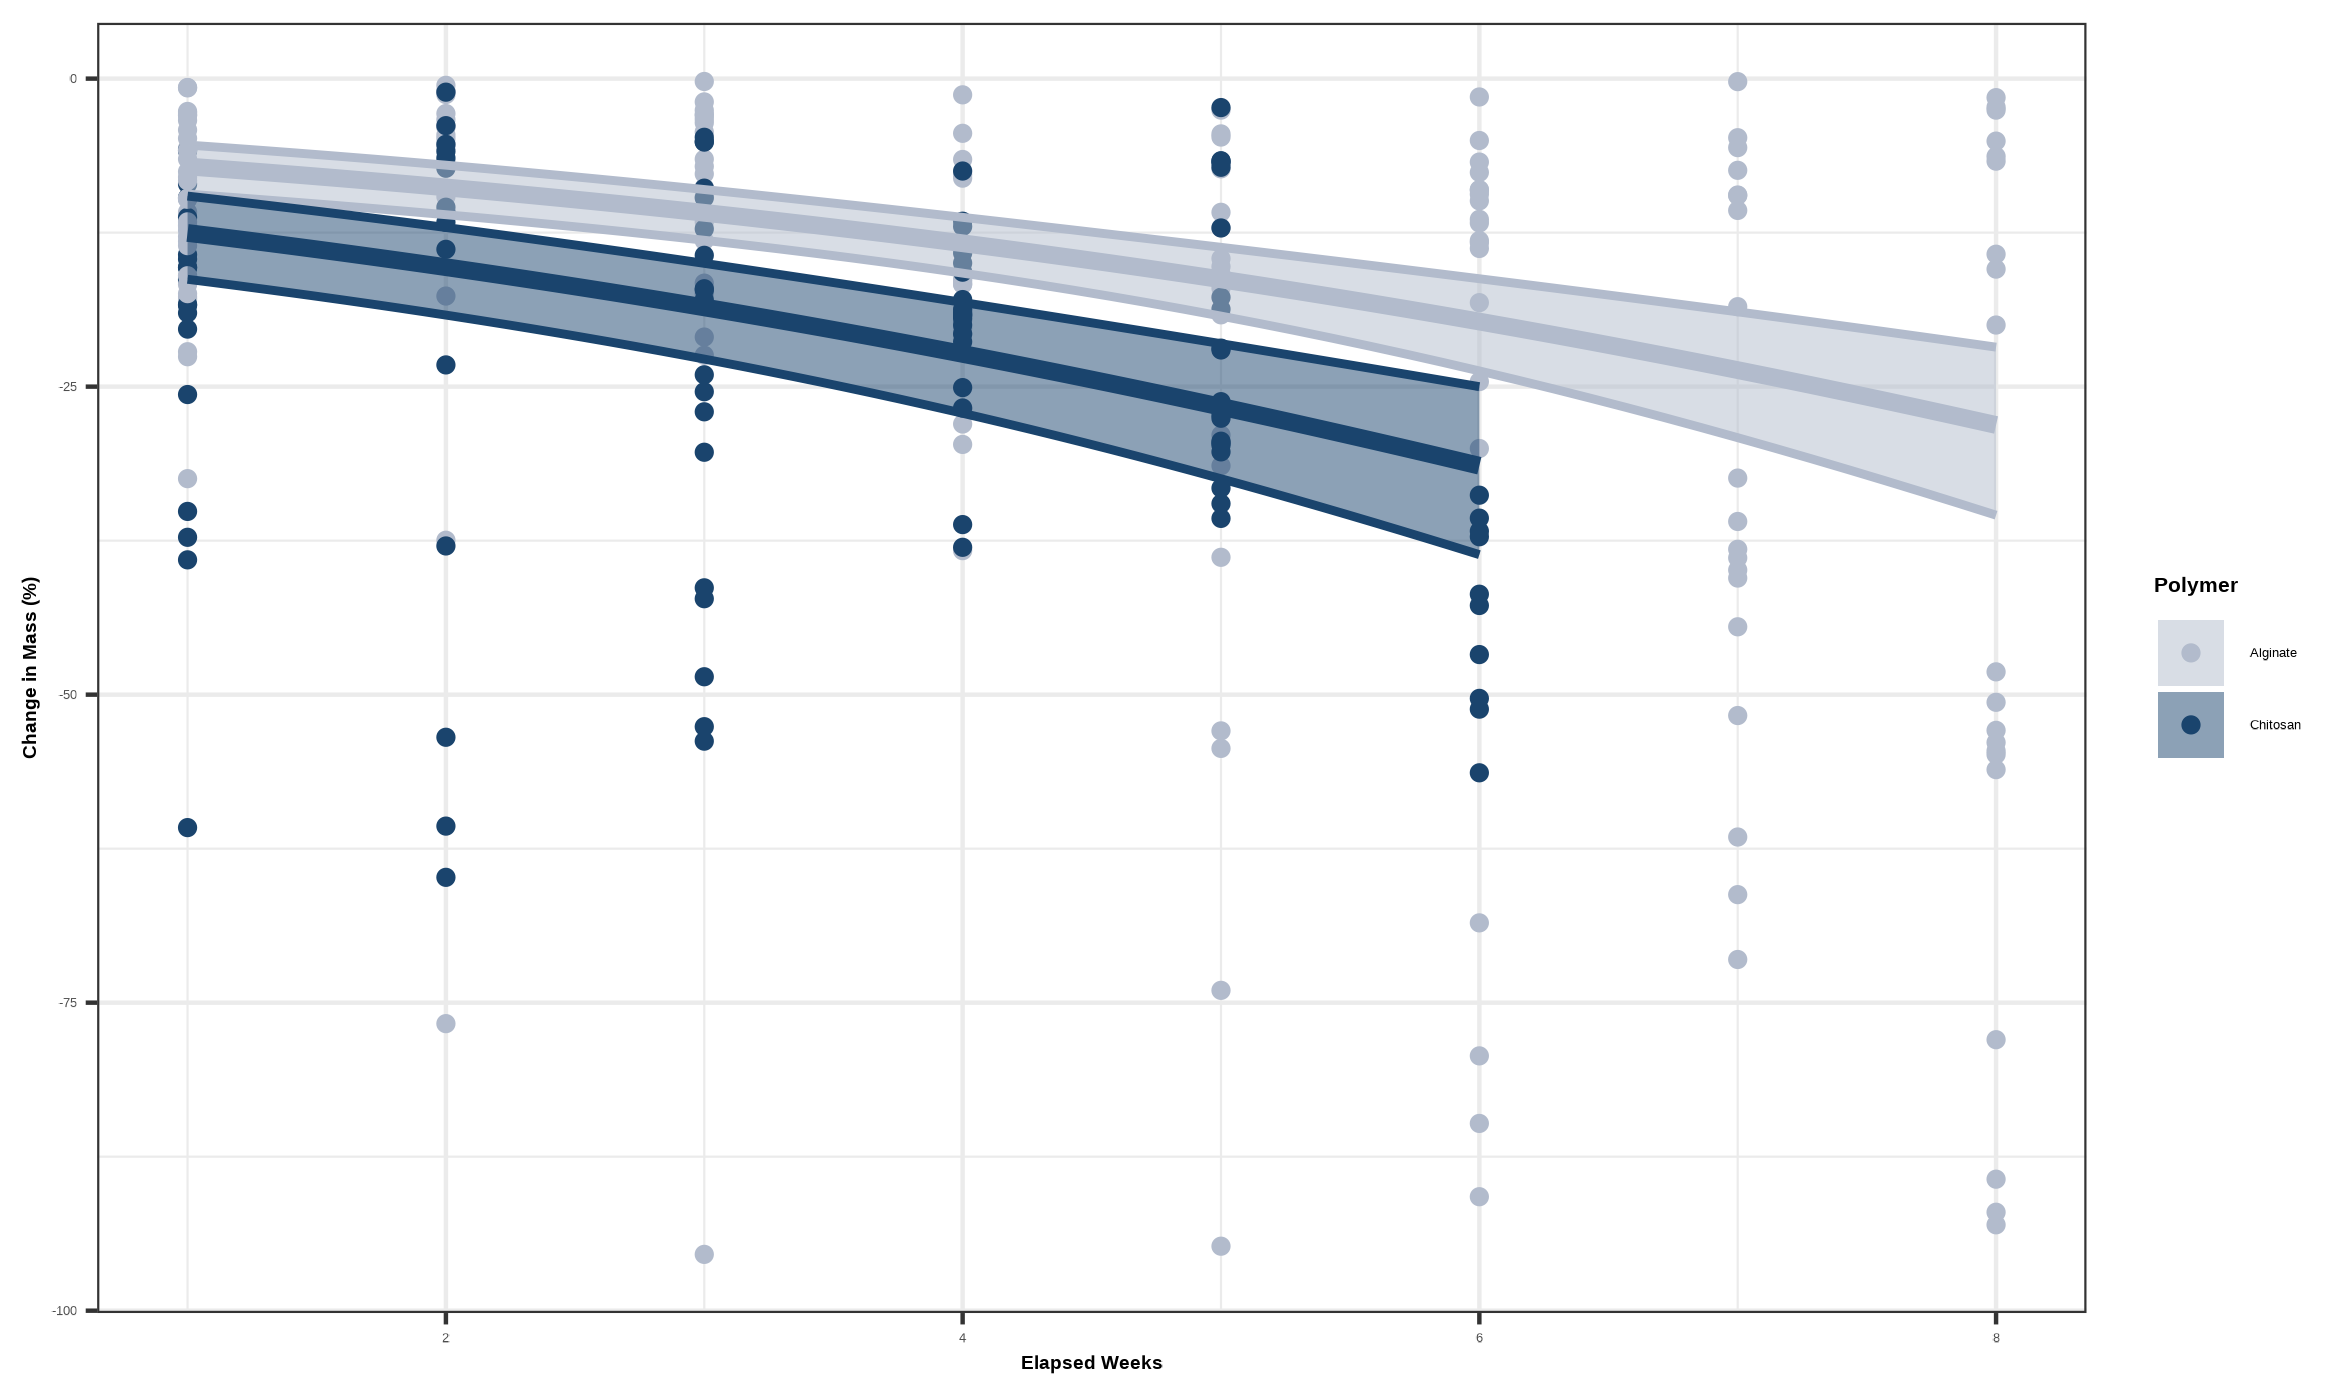 0
-25
-50
-75
-100
Change in Mass (%)
2
4
6
8
Elapsed Weeks
Polymer
Alginate
Chitosan